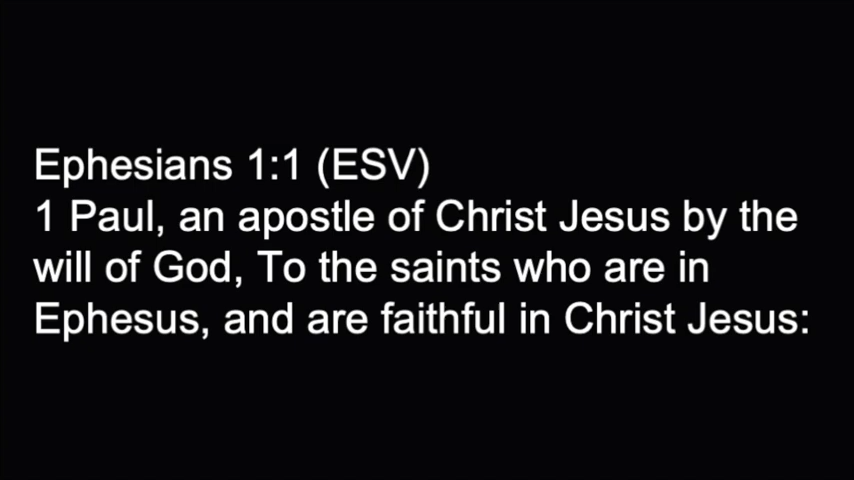 Ephesians 1:1 (ESV)
1 Paul, an apostle of Christ Jesus by the
will of God, To the saints who are in
Ephesus, and are faithful in Christ Jesus: